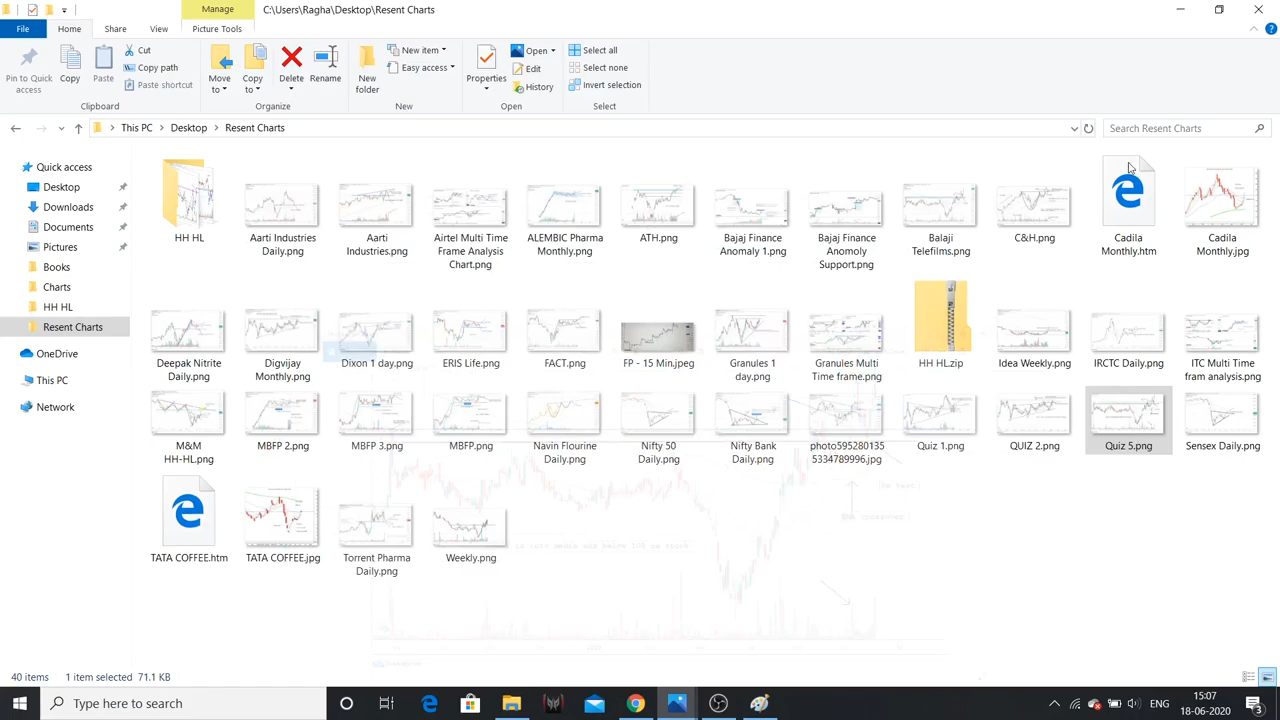 Manage
C:\Users\Ragha\Desktop\Resent Charts
File
Home
Share
View
Picture Tools
Pin to Quick
access
Copy
Paste
Cut
Copy path
Paste shortcut
Clipboard
Move
to
Copy
to
Delete
Rename
Organize
New
folder
New item
Easy access
New
Properties
Open
Edit
History
Open
Select all
Select none
Invert selection
Select
This PC
Desktop
Resent Charts
Search Resent Charts
Quick access
Desktop
Downloads
Documents
Pictures
Books
Charts
HH HL
Resent Charts
OneDrive
This PC
Network
HH HL
Aarti Industries
Daily.png
Aarti
Industries.png
Airtel Multi Time
Frame Analysis
Chart.png
ALEMBIC Pharma
Monthly.png
ATH.png
Bajaj Finance
Anomaly 1.png
Bajaj Finance
Anomoly
Support.png
Balaji
Telefilms.png
C&H.png
Cadila
Monthly.htm
Cadila
Monthly.jpg
Deepak Nitrite
Daily.png
Digvijay
Monthly.png
Dixon 1 day.png
ERIS Life.png
FACT.png
FP - 15 Min.jpeg
Granules 1
day.png
Granules Multi
Time frame.png
HH HL.zip
Idea Weekly.png
IRCTC Daily.png
ITC Multi Time
fram analysis.png
M&M
HH-HL.png
MBFP 2.png
MBFP 3.png
MBFP.png
Navin Flourine
Daily.png
Nifty 50
Daily.png
Nifty Bank
Daily.png
photo595280135
5334789996.jpg
Quiz 1.png
QUIZ 2.png
Quiz 5.png
Sensex Daily.png
TATA COFFEE.htm
TATA COFFEE.jpg
Torrent Pharma
Daily.png
Weekly.png
40 items
1 item selected 71.1 KB
Type here to search
ENG
15:07
18-06-2020
3